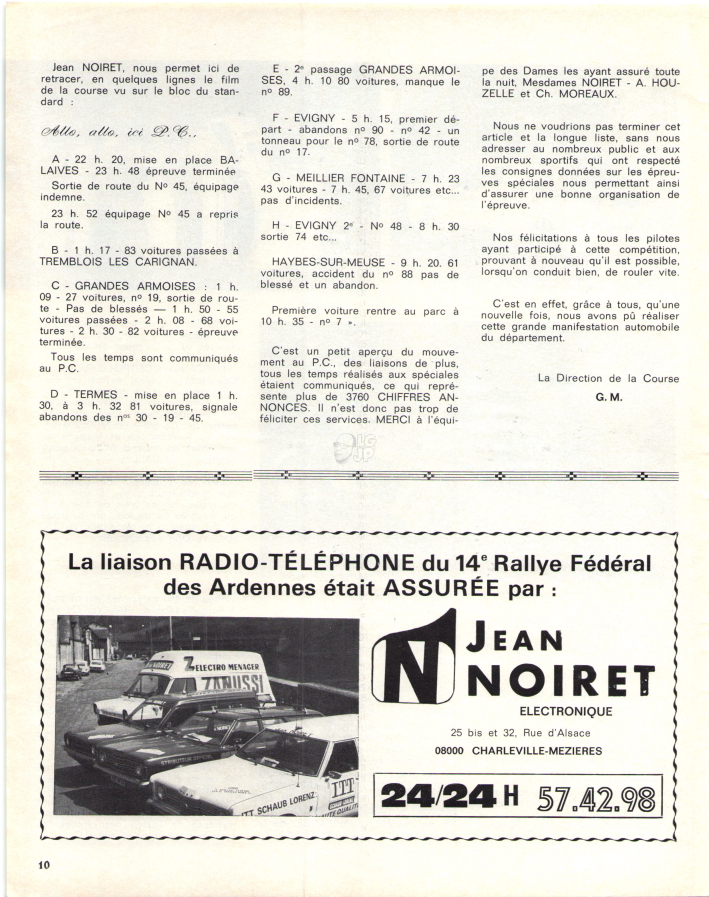 Jean NOIRET, nous permet ici de
retracer, en quelques lignes le film
de la course vu sur le bloc du stan-
dard :
Allo, allo, ici P.C.,
A - 22 h. 20, mise en place BA-
LAIVES - 23 h. 48 épreuve terminée
Sortie de route du Nº 45, équipage
indemne.
23 h. 52 équipage Nº 45 a repris
la route.
B - 1 h. 17 - 83 voitures passées à
TREMBLOIS LES CARIGNAN.
C - GRANDES ARMOISES : 1 h.
09 - 27 voitures, nº 19, sortie de rou-
te - Pas de blessés — 1 h. 50 - 55
voitures passées - 2 h. 08 - 68 voi-
tures - 2 h. 30 - 82 voitures - épreuve
terminée.
Tous les temps sont communiqués
au P.C.
D - TERMES - mise en place 1 h.
30, à 3 h. 32 81 voitures, signale
abandons des nos 30 - 19 - 45.
E - 2e passage GRANDES ARMOI-
SES, 4 h. 10 80 voitures, manque le
nº 89.
F - EVIGNY - 5 h. 15, premier dé-
part - abandons nº 90 - nº 42 - un
tonneau pour le nº 78, sortie de route
du nº 17.
G - MEILLIER FONTAINE - 7 h. 23
43 voitures - 7 h. 45, 67 voitures etc...
pas d'incidents.
H - EVIGNY 2e - Nº 48 - 8 h. 30
sortie 74 etc...
HAYBES-SUR-MEUSE - 9 h. 20. 61
voitures, accident du nº 88 pas de
blessé et un abandon.
Première voiture rentre au parc à
10 h. 35 - nº 7 ».
C'est un petit aperçu du mouve-
ment au P.C., des liaisons de plus,
tous les temps réalisés aux spéciales
étaient communiqués, ce qui repré-
sente plus de 3760 CHIFFRES AN-
NONCES. Il n'est donc pas trop de
féliciter ces services. MERCI à l'équi-
pe des Dames les ayant assuré toute
la nuit, Mesdames NOIRET - A. HOU-
ZELLE et Ch. MOREAUX.
Nous ne voudrions pas terminer cet
article et la longue liste, sans nous
adresser au nombreux public et aux
nombreux sportifs qui ont respecté
les consignes données sur les épreu-
ves spéciales nous permettant ainsi
d'assurer une bonne organisation de
l'épreuve.
Nos félicitations à tous les pilotes
ayant participé à cette compétition,
prouvant à nouveau qu'il est possible,
lorsqu'on conduit bien, de rouler vite.
C'est en effet, grâce à tous, qu'une
nouvelle fois, nous avons pû réaliser
cette grande manifestation automobile
du département.
La Direction de la Course
G. M.
LG
JP
La liaison RADIO-TÉLÉPHONE du 14e Rallye Fédéral
des Ardennes était ASSURÉE par :
NOIRET
ELECTRO MENAGER
ZANUSSI
DISTRIBUTEUR OFFICIEL
ITT SCHAUB LORENZ
ITT
N JEAN
NOIRET
ELECTRONIQUE
25 bis et 32, Rue d'Alsace
08000 CHARLEVILLE-MEZIERES
24/24 H 57.42.98
10